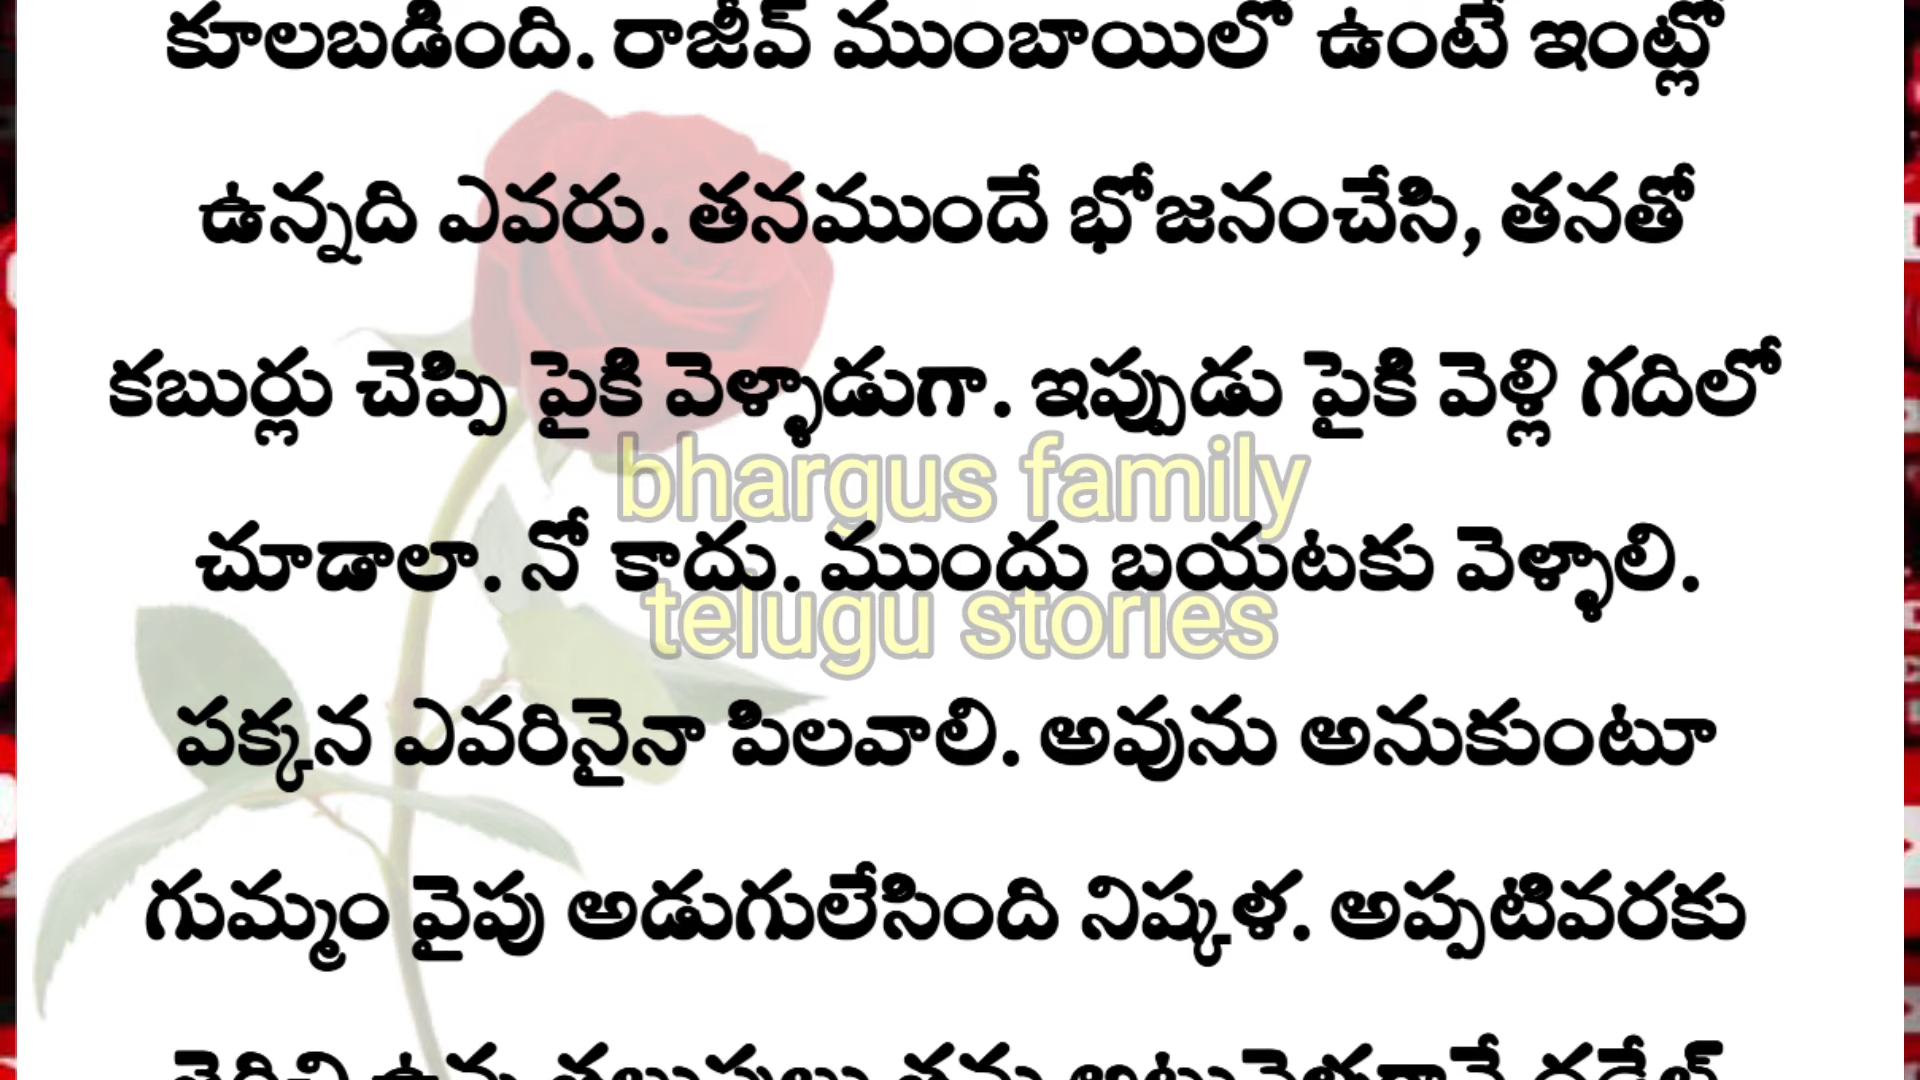 కూలబడింది. రాజీవ్ ముంబాయిలో ఉంటే ఇంట్లో
ఉన్నది ఎవరు. తనముందే భోజనంచేసి, తనతో
కబుర్లు చెప్పి పైకి వెళ్ళాడుగా. ఇప్పుడు పైకి వెళ్లి గదిలో
bhargus family
చూడాలా. నో కాదు. ముందు బయటకు వెళ్ళాలి.
telugu stories
పక్కన ఎవరినైనా పిలవాలి. అవును అనుకుంటూ
గుమ్మం వైపు అడుగులేసింది నిష్కళ. అప్పటివరకు